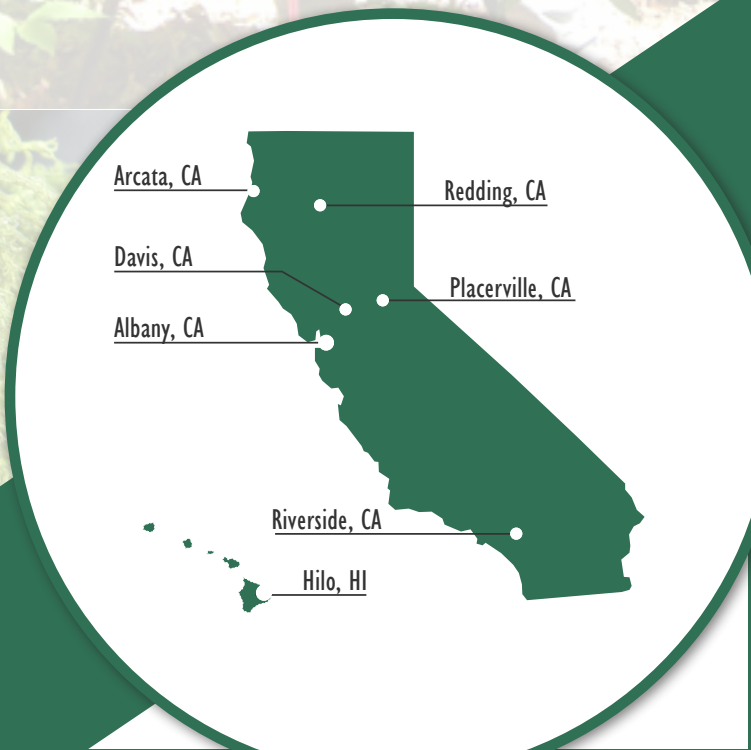 Arcata, CA
Redding, CA
Davis, CA
Placerville, CA
Albany, CA
Riverside, CA
Hilo, HI